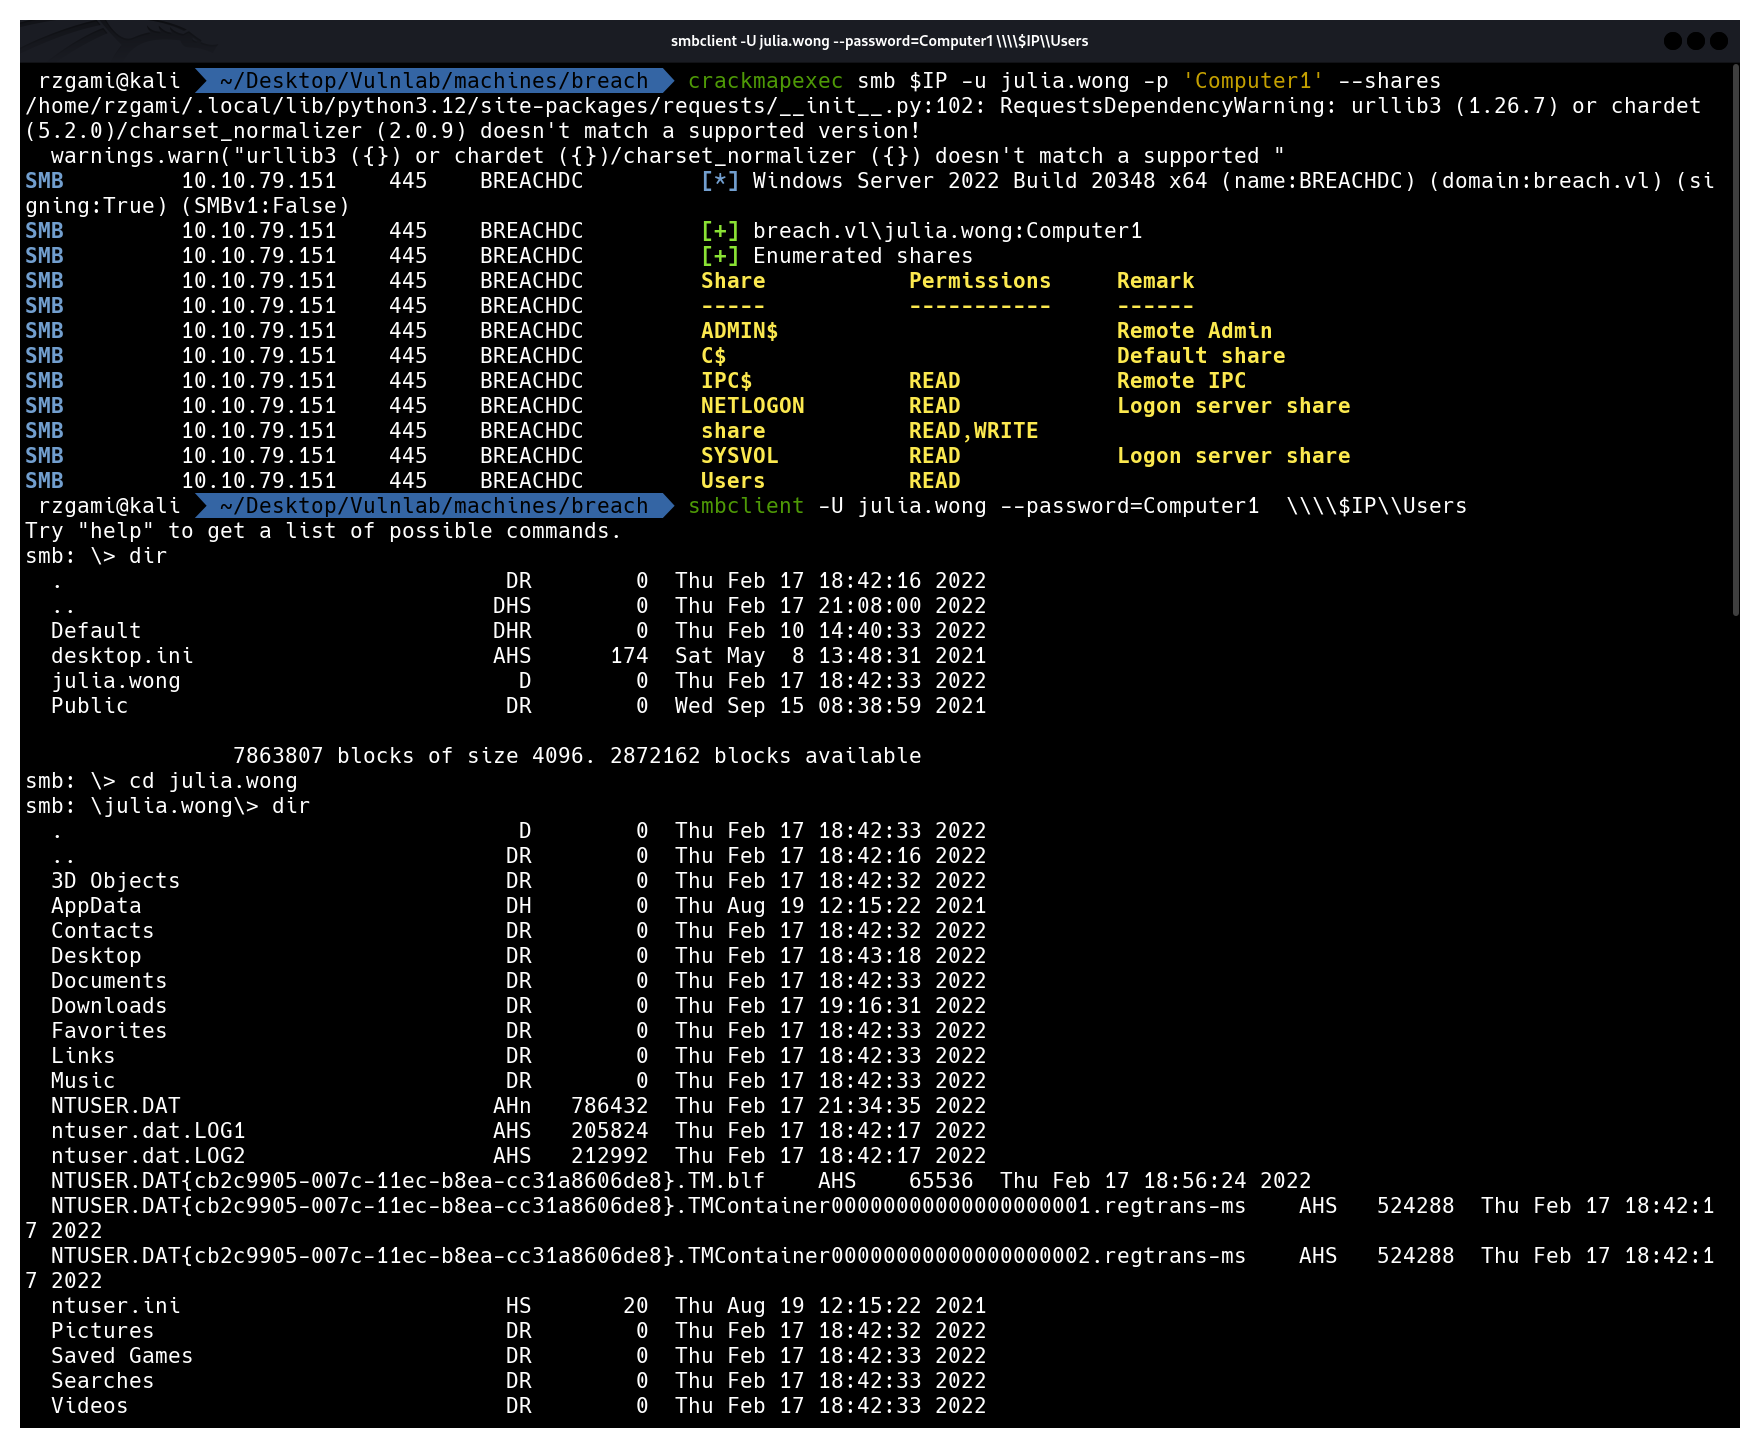 smbclient -U julia.wong --password=Computer1 \\\\$IP\\Users
rzgami@kali ~/Desktop/Vulnlab/machines/breach crackmapexec smb $IP -u julia.wong -p 'Computer1' --shares
/home/rzgami/.local/lib/python3.12/site-packages/requests/__init__.py:102: RequestsDependencyWarning: urllib3 (1.26.7) or chardet
(5.2.0)/charset_normalizer (2.0.9) doesn't match a supported version!
  warnings.warn("urllib3 ({}) or chardet ({})/charset_normalizer ({}) doesn't match a supported "
SMB         10.10.79.151    445    BREACHDC         [*] Windows Server 2022 Build 20348 x64 (name:BREACHDC) (domain:breach.vl) (si
gning:True) (SMBv1:False)
SMB         10.10.79.151    445    BREACHDC         [+] breach.vl\julia.wong:Computer1
SMB         10.10.79.151    445    BREACHDC         [+] Enumerated shares
SMB         10.10.79.151    445    BREACHDC         Share           Permissions     Remark
SMB         10.10.79.151    445    BREACHDC         -----           -----------     ------
SMB         10.10.79.151    445    BREACHDC         ADMIN$                          Remote Admin
SMB         10.10.79.151    445    BREACHDC         C$                              Default share
SMB         10.10.79.151    445    BREACHDC         IPC$            READ            Remote IPC
SMB         10.10.79.151    445    BREACHDC         NETLOGON        READ            Logon server share
SMB         10.10.79.151    445    BREACHDC         share           READ,WRITE
SMB         10.10.79.151    445    BREACHDC         SYSVOL          READ            Logon server share
SMB         10.10.79.151    445    BREACHDC         Users           READ
rzgami@kali ~/Desktop/Vulnlab/machines/breach smbclient -U julia.wong --password=Computer1  \\\\$IP\\Users
Try "help" to get a list of possible commands.
smb: \> dir
  .                                  DR        0  Thu Feb 17 18:42:16 2022
  ..                                DHS        0  Thu Feb 17 21:08:00 2022
  Default                           DHR        0  Thu Feb 10 14:40:33 2022
  desktop.ini                       AHS      174  Sat May  8 13:48:31 2021
  julia.wong                          D        0  Thu Feb 17 18:42:33 2022
  Public                             DR        0  Wed Sep 15 08:38:59 2021
                7863807 blocks of size 4096. 2872162 blocks available
smb: \> cd julia.wong
smb: \julia.wong\> dir
  .                                   D        0  Thu Feb 17 18:42:33 2022
  ..                                 DR        0  Thu Feb 17 18:42:16 2022
  3D Objects                         DR        0  Thu Feb 17 18:42:32 2022
  AppData                            DH        0  Thu Aug 19 12:15:22 2021
  Contacts                           DR        0  Thu Feb 17 18:42:32 2022
  Desktop                            DR        0  Thu Feb 17 18:43:18 2022
  Documents                          DR        0  Thu Feb 17 18:42:33 2022
  Downloads                          DR        0  Thu Feb 17 19:16:31 2022
  Favorites                          DR        0  Thu Feb 17 18:42:33 2022
  Links                              DR        0  Thu Feb 17 18:42:33 2022
  Music                              DR        0  Thu Feb 17 18:42:33 2022
  NTUSER.DAT                        AHn   786432  Thu Feb 17 21:34:35 2022
  ntuser.dat.LOG1                   AHS   205824  Thu Feb 17 18:42:17 2022
  ntuser.dat.LOG2                   AHS   212992  Thu Feb 17 18:42:17 2022
  NTUSER.DAT{cb2c9905-007c-11ec-b8ea-cc31a8606de8}.TM.blf    AHS    65536  Thu Feb 17 18:56:24 2022
  NTUSER.DAT{cb2c9905-007c-11ec-b8ea-cc31a8606de8}.TMContainer00000000000000000001.regtrans-ms    AHS   524288  Thu Feb 17 18:42:1
7 2022
  NTUSER.DAT{cb2c9905-007c-11ec-b8ea-cc31a8606de8}.TMContainer00000000000000000002.regtrans-ms    AHS   524288  Thu Feb 17 18:42:1
7 2022
  ntuser.ini                         HS       20  Thu Aug 19 12:15:22 2021
  Pictures                           DR        0  Thu Feb 17 18:42:32 2022
  Saved Games                        DR        0  Thu Feb 17 18:42:33 2022
  Searches                           DR        0  Thu Feb 17 18:42:33 2022
  Videos                             DR        0  Thu Feb 17 18:42:33 2022